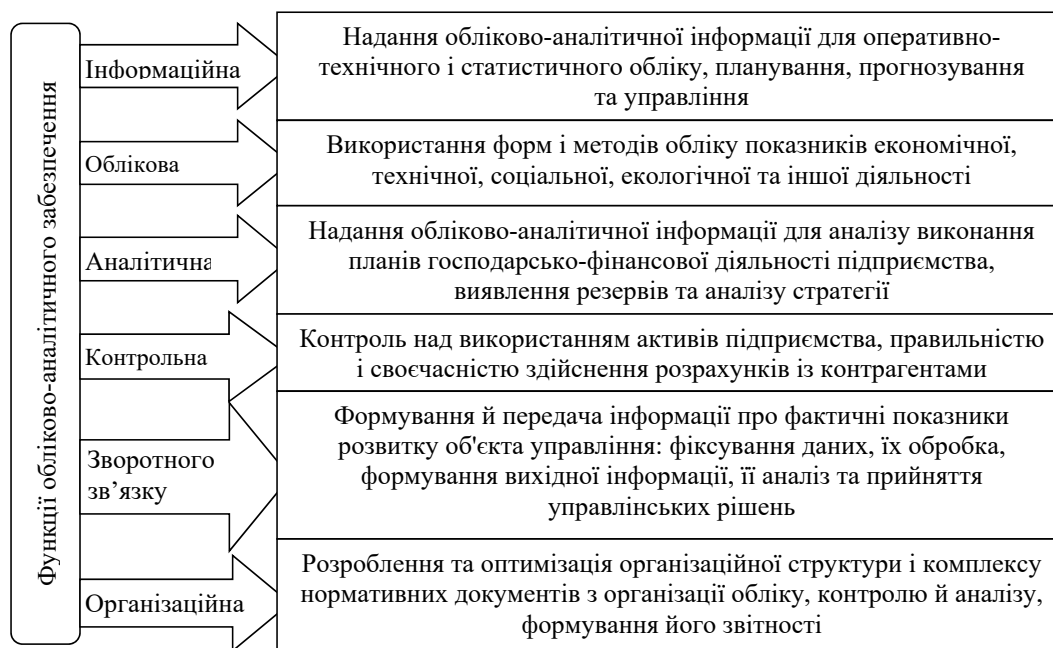 Функції обліково-аналітичного забезпечення
Інформаційна
Надання обліково-аналітичної інформації для оперативно-
технічного і статистичного обліку, планування, прогнозування
та управління
Облікова
Використання форм і методів обліку показників економічної,
технічної, соціальної, екологічної та іншої діяльності
Аналітична
Надання обліково-аналітичної інформації для аналізу виконання
планів господарсько-фінансової діяльності підприємства,
виявлення резервів та аналізу стратегії
Контрольна
Контроль над використанням активів підприємства, правильністю
і своєчасністю здійснення розрахунків із контрагентами
Зворотного
зв’язку
Формування й передача інформації про фактичні показники
розвитку об'єкта управління: фіксування даних, їх обробка,
формування вихідної інформації, її аналіз та прийняття
управлінських рішень
Організаційна
Розроблення та оптимізація організаційної структури і комплексу
нормативних документів з організації обліку, контролю й аналізу,
формування його звітності